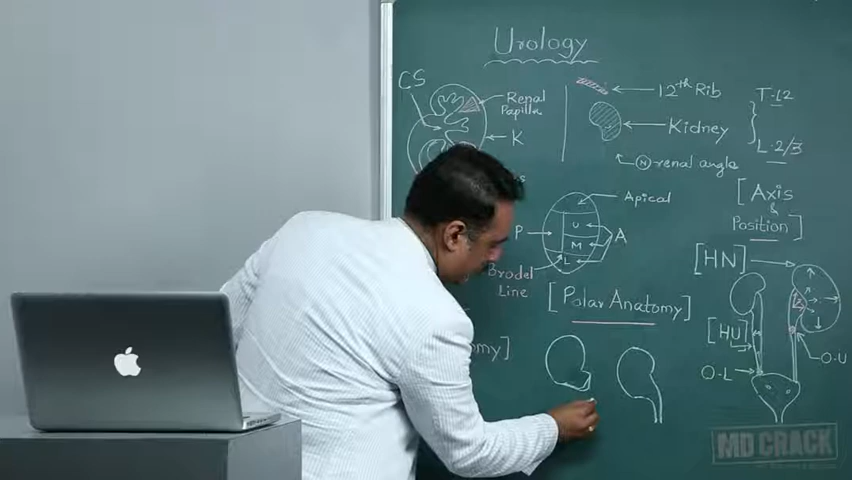 Urology
CS
Renal
Papilla
K
12th Rib
Kidney
N renal angle
T-12
L-2/3
Apical
P
U
M
L
A
Brodel
Line
[Polar Anatomy]
[Axis
&
Position]
[HN]
[HU]
O-L
O-U
MD CRACK